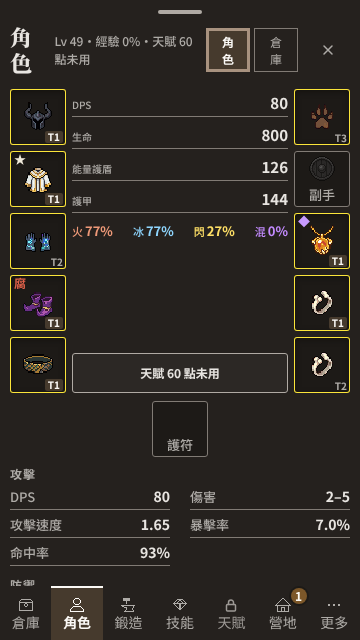 角色
Lv 49・經驗 0%・天賦 60
點未用
角色
倉庫
×
T1
T1
T2
腐
T1
T1
DPS 80
生命 800
能量護盾 126
護甲 144
火 77% 冰 77% 閃 27% 混 0%
T3
副手
T1
T1
T2
天賦 60 點未用
護符
攻擊
DPS 80
傷害 2–5
攻擊速度 1.65
暴擊率 7.0%
命中率 93%
防禦
倉庫
角色
鍛造
技能
天賦
營地
1
更多